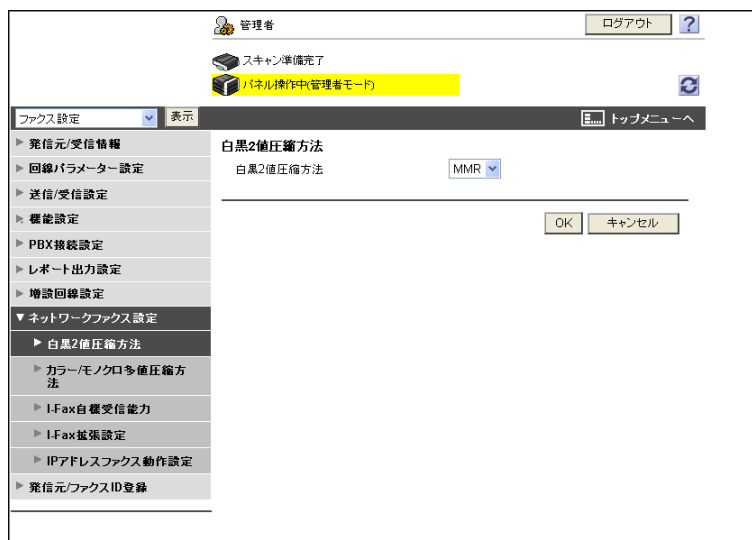 管理者
ログアウト
?
スキャン準備完了
パネル操作中(管理者モード)
ファクス設定
表示
トップメニューへ
発信元/受信情報
回線パラメーター設定
送信/受信設定
機能設定
PBX接続設定
レポート出力設定
増設回線設定
ネットワークファクス設定
白黒2値圧縮方法
カラー/モノクロ多値圧縮方
法
I-Fax自機受信能力
I-Fax拡張設定
IPアドレスファクス動作設定
発信元/ファクスID登録
白黒2値圧縮方法
白黒2値圧縮方法
MMR
OK
キャンセル